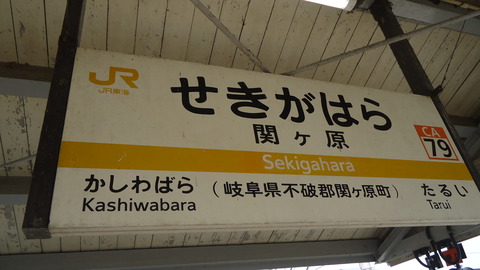 JR
JR東海
せきがはら
関ヶ原
CA
79
Sekigahara
かしわばら
Kashiwabara
(岐阜県不破郡関ヶ原町)
たるい
Tarui